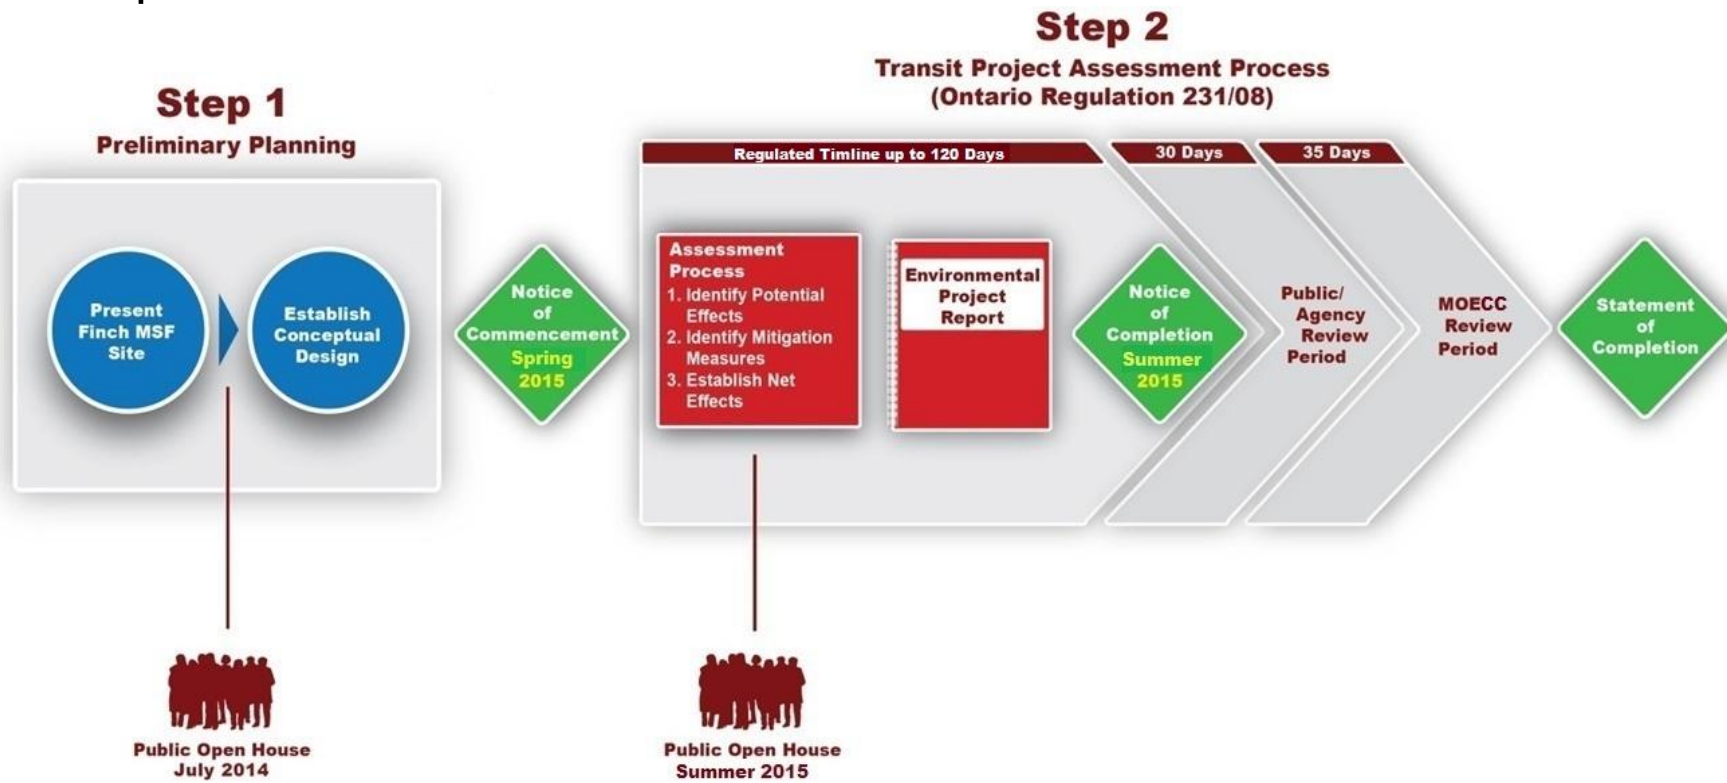 Step 1
Preliminary Planning
Present
Finch MSF
Site
Establish
Conceptual
Design
Public Open House
July 2014
Notice
of
Commencement
Spring
2015
Step 2
Transit Project Assessment Process
(Ontario Regulation 231/08)
Regulated Timline up to 120 Days
30 Days
35 Days
Assessment
Process
1. Identify Potential
Effects
2. Identify Mitigation
Measures
3. Establish Net
Effects
Environmental
Project
Report
Notice
of
Completion
Summer
2015
Public/
Agency
Review
Period
MOECC
Review
Period
Statement
of
Completion
Public Open House
Summer 2015